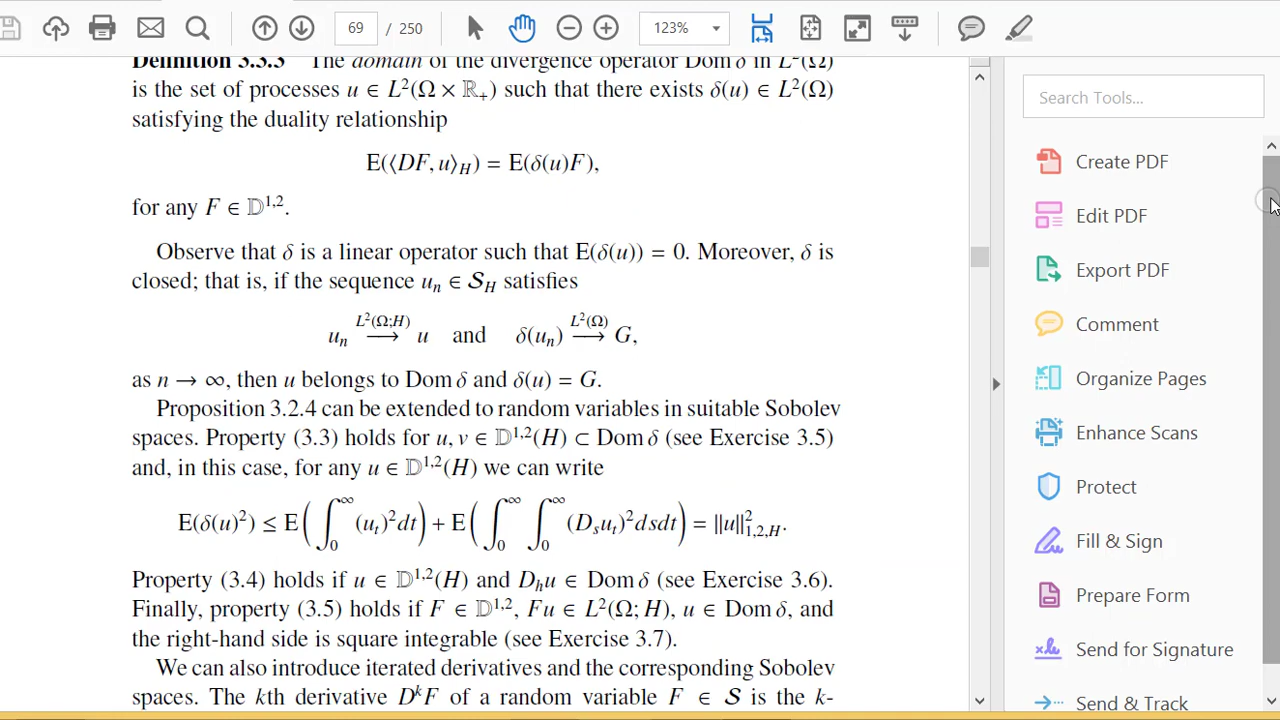 69 / 250
123%
Definition 3.3.3 The domain of the divergence operator Dom δ in L²(Ω)
is the set of processes u ∈ L²(Ω × ℝ₊) such that there exists δ(u) ∈ L²(Ω)
satisfying the duality relationship
E(⟨DF, u⟩_H) = E(δ(u)F),
for any F ∈ 𝔻^{1,2}.
Observe that δ is a linear operator such that E(δ(u)) = 0. Moreover, δ is
closed; that is, if the sequence u_n ∈ 𝓢_H satisfies
u_n →^{L²(Ω;H)} u and δ(u_n) →^{L²(Ω)} G,
as n → ∞, then u belongs to Dom δ and δ(u) = G.
Proposition 3.2.4 can be extended to random variables in suitable Sobolev
spaces. Property (3.3) holds for u, v ∈ 𝔻^{1,2}(H) ⊂ Dom δ (see Exercise 3.5)
and, in this case, for any u ∈ 𝔻^{1,2}(H) we can write
E(δ(u)²) ≤ E(∫_0^∞ (u_t)² dt) + E(∫_0^∞ ∫_0^∞ (D_s u_t)² ds dt) = ||u||²_{1,2,H}.
Property (3.4) holds if u ∈ 𝔻^{1,2}(H) and D_h u ∈ Dom δ (see Exercise 3.6).
Finally, property (3.5) holds if F ∈ 𝔻^{1,2}, Fu ∈ L²(Ω; H), u ∈ Dom δ, and
the right-hand side is square integrable (see Exercise 3.7).
We can also introduce iterated derivatives and the corresponding Sobolev
spaces. The kth derivative D^k F of a random variable F ∈ 𝓢 is the k-
Search Tools...
Create PDF
Edit PDF
Export PDF
Comment
Organize Pages
Enhance Scans
Protect
Fill & Sign
Prepare Form
Send for Signature
Send & Track